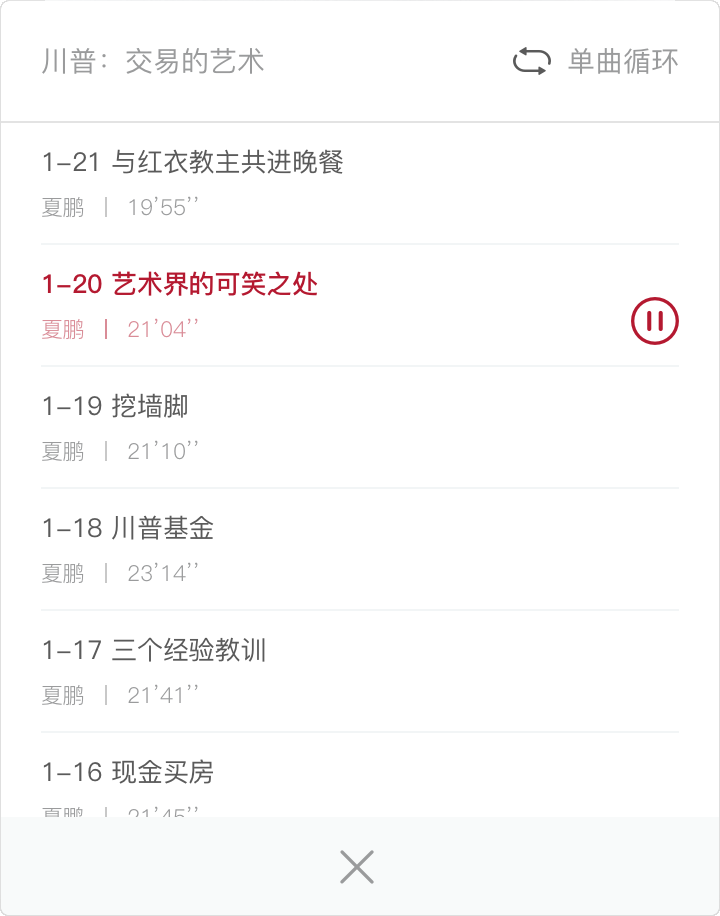 川普：交易的艺术 单曲循环
1-21 与红衣教主共进晚餐
夏鹏 | 19’55’’
1-20 艺术界的可笑之处
夏鹏 | 21’04’’
1-19 挖墙脚
夏鹏 | 21’10’’
1-18 川普基金
夏鹏 | 23’14’’
1-17 三个经验教训
夏鹏 | 21’41’’
1-16 现金买房
夏鹏 | 21’45’’